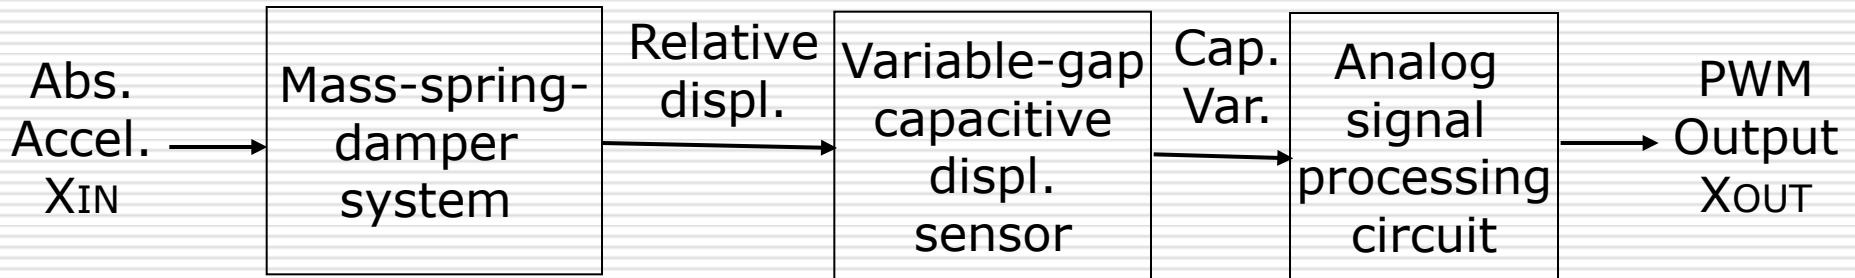 Abs.
Accel.
XIN
Mass-spring-
damper
system
Relative
displ.
Variable-gap
capacitive
displ.
sensor
Cap.
Var.
Analog
signal
processing
circuit
PWM
Output
XOUT